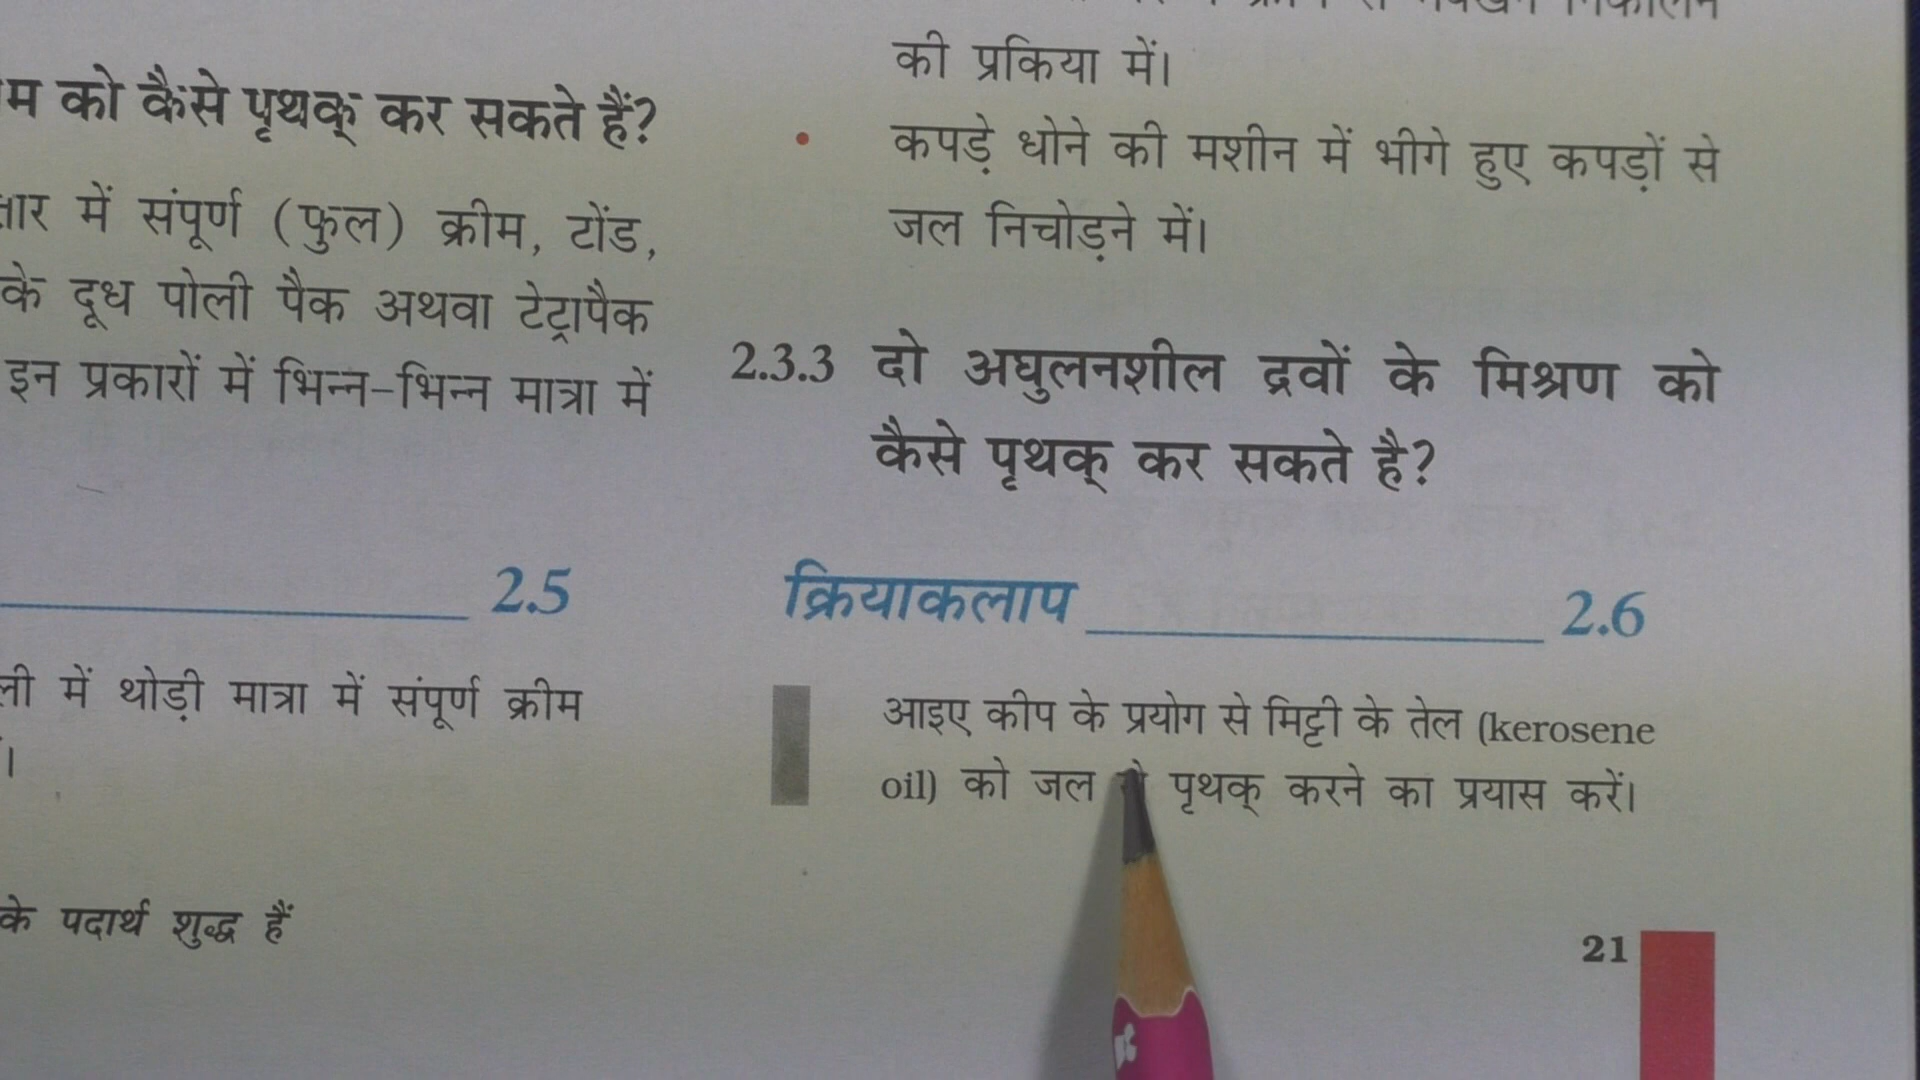 को कैसे पृथक् कर सकते हैं?
में संपूर्ण (फुल) क्रीम, टोंड,
के दूध पोली पैक अथवा टेट्रापैक
इन प्रकारों में भिन्न-भिन्न मात्रा में
2.5
में थोड़ी मात्रा में संपूर्ण क्रीम
के पदार्थ शुद्ध हैं
की प्रकिया में।
• कपड़े धोने की मशीन में भीगे हुए कपड़ों से
जल निचोड़ने में।
2.3.3 दो अघुलनशील द्रवों के मिश्रण को
कैसे पृथक् कर सकते है?
क्रियाकलाप 2.6
आइए कीप के प्रयोग से मिट्टी के तेल (kerosene
oil) को जल पृथक् करने का प्रयास करें।
21